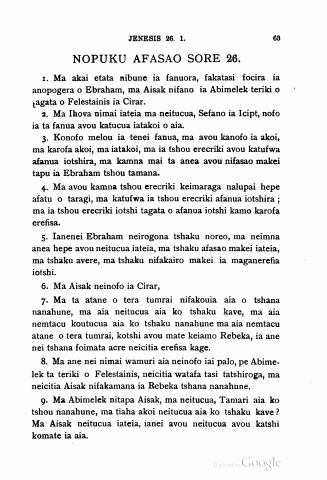 JENESIS 26. 1. 63
NOPUKU AFASAO SORE 26.
1. Ma akai etata nibune ia fanuora, fakatasi focira ia
anopogera o Ebraham, ma Aisak nifano ia Abimelek teriki o
tagata o Felestainis ia Cirar.
2. Ma Ihova nimai iateia ma neitucua, Sefano ia Icipt, nofo
ia ta fanua avou katucua iatakoi o aia.
3. Konofo melou ia tenei fanua, ma avou kanofo ia akoi,
ma karofa akoi, ma iatakoi, ma ia tshou erecriki avou katufwa
afanua iotshira, ma kamna mai ta anea avou nifasao makei
tapu ia Ebraham tshou tamana.
4. Ma avou kamna tshou erecriki keimaraga nalupai hepe
afatu o taragi, ma katufwa ia tshou erecriki afanua iotshira ;
ma ia tshou erecriki iotshi tagata o afanua iotshi kamo karofa
erefisa.
5. Ianenei Ebraham neirogona tshaku noreo, ma neimna
anea hepe avou neitucua iateia, ma tshaku afasao makei iateia,
ma tshaku avere, ma tshaku nifakairo makei ia maganerefia
iotshi.
6. Ma Aisak neinofo ia Cirar,
7. Ma ta atane o tera tumrai nifakouia aia o tshana
nanahune, ma aia neitucua aia ko tshaku kave, ma aia
nemtacu koutucua aia ko tshaku nanahune ma aia nemtacu
atane o tera tumrai, kotshi avou mate keiamo Rebeka, ia ane
nei tshana foimata acre neicitia erefisa kage.
8. Ma ane nei nimai wamuri aia neinofo iai palo, pe Abime-
lek ta teriki o Felestainis, neicitia watafa tasi tatshiroga, ma
neicitia Aisak nifakamana ia Rebeka tshana nanahune.
9. Ma Abimelek nitapa Aisak, ma neitucua, Tamari aia ko
tshou nanahune, ma tiaha akoi neitucua aia ko tshaku kave ?
Ma Aisak neitucua iateia, ianei avou neitucua avou katshi
komate ia aia.
Digitized by Google